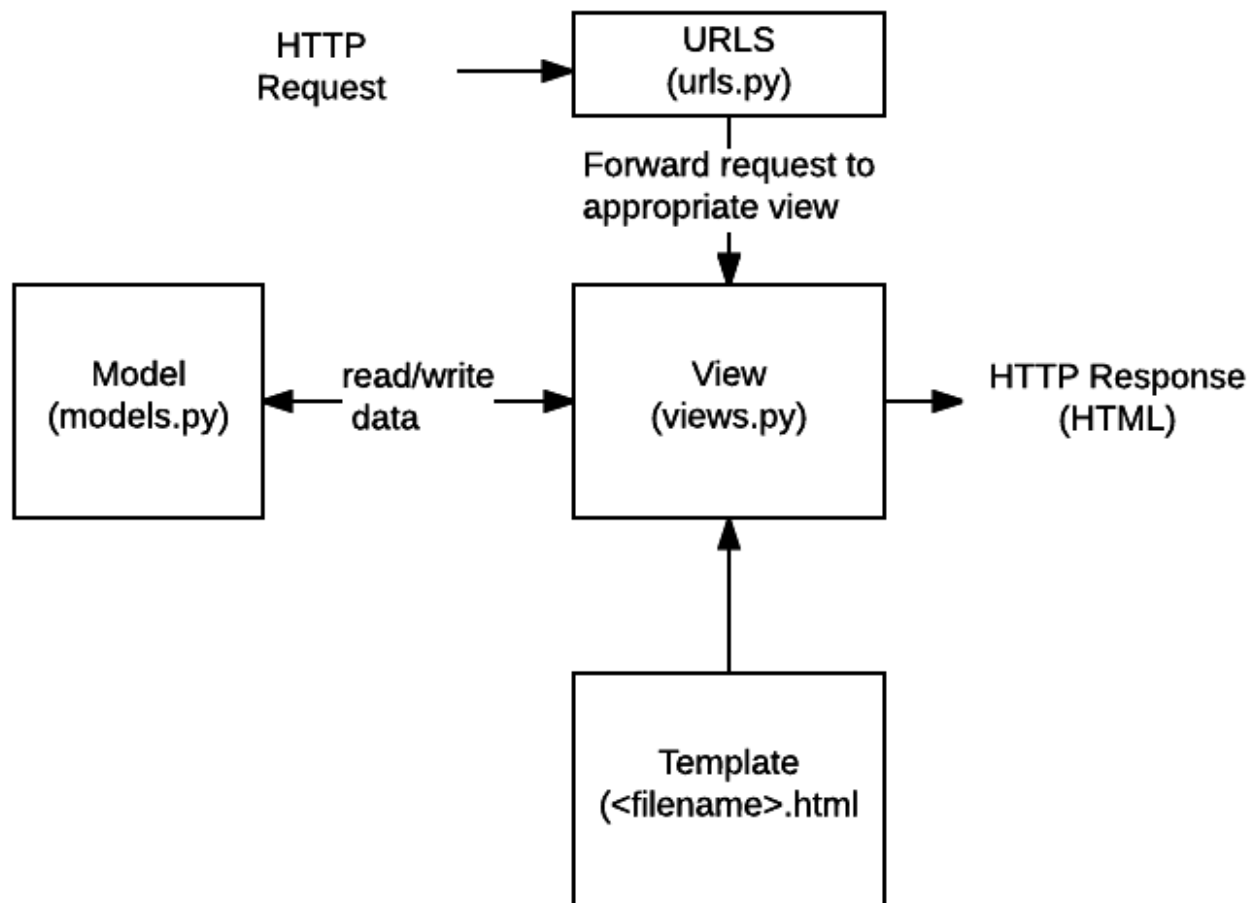 HTTP
Request
URLS
(urls.py)
Forward request to
appropriate view
Model
(models.py)
read/write
data
View
(views.py)
HTTP Response
(HTML)
Template
(<filename>.html